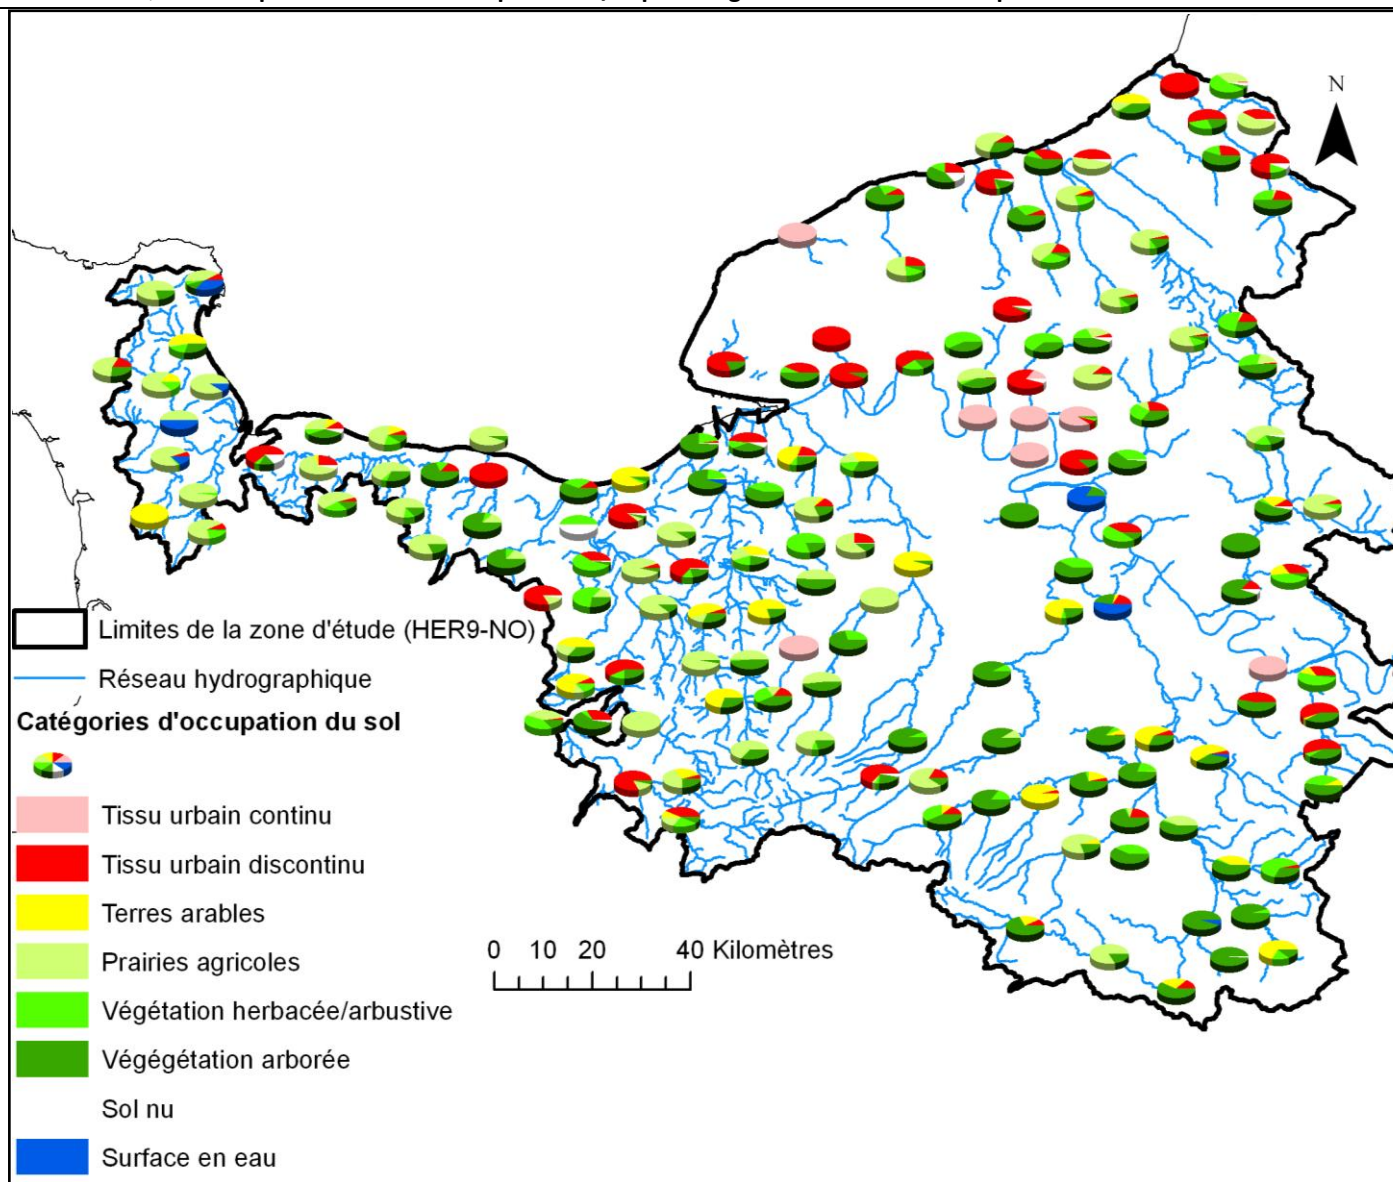 N
Limites de la zone d'étude (HER9-NO)
Réseau hydrographique
Catégories d'occupation du sol
Tissu urbain continu
Tissu urbain discontinu
Terres arables
Prairies agricoles
Végétation herbacée/arbustive
Végégétation arborée
Sol nu
Surface en eau
0 10 20 40 Kilomètres